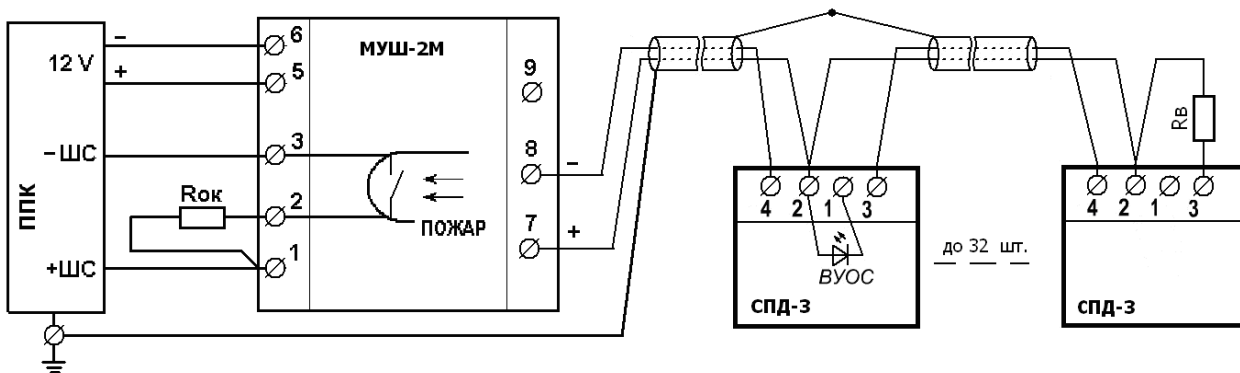 ППК
12 V
–
+
–ШС
+ШС
Rок
6
5
3
2
1
МУШ-2М
ПОЖАР
9
8
7
–
+
4 2 1 3
ВУОС
СПД-3
до 32 шт.
Rв
4 2 1 3
СПД-3